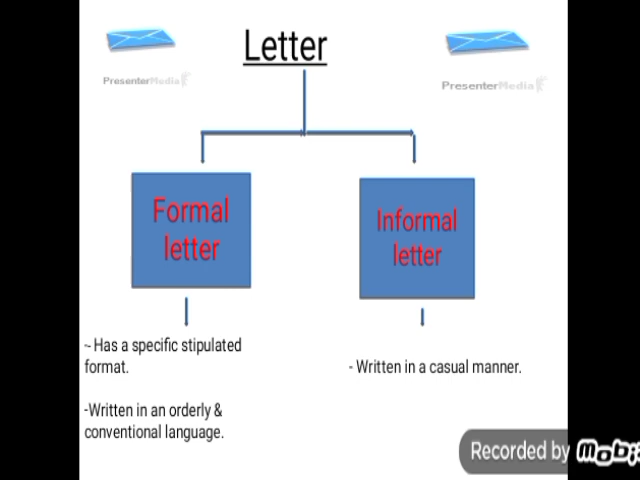 Letter
PresenterMedia
PresenterMedia
Formal
letter
Informal
letter
~ Has a specific stipulated
format.
- Written in a casual manner.
-Written in an orderly &
conventional language.
Recorded by